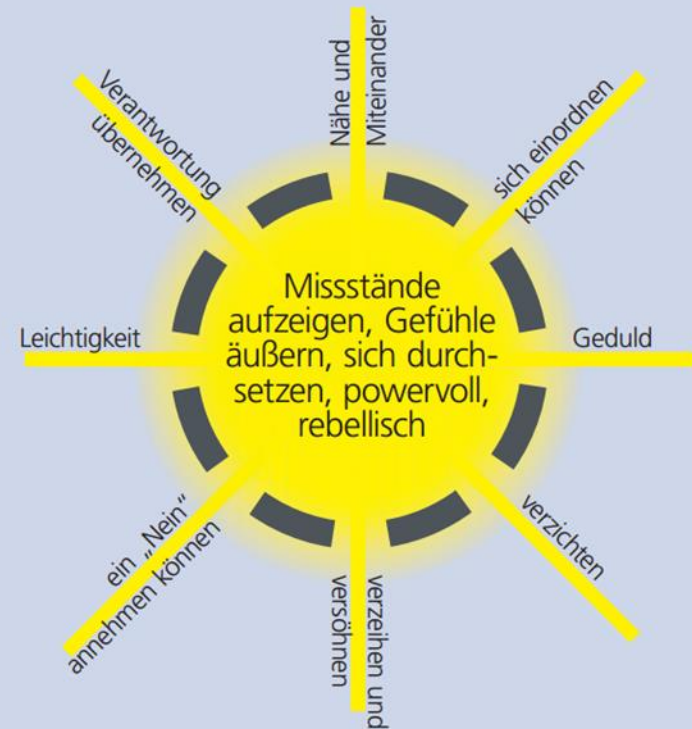 Nähe und
Miteinander
sich einordnen
können
Geduld
verzichten
verzeihen und
versöhnen
ein „Nein“
annehmen können
Leichtigkeit
Verantwortung
übernehmen
Missstände
aufzeigen, Gefühle
äußern, sich durch-
setzen, powervoll,
rebellisch